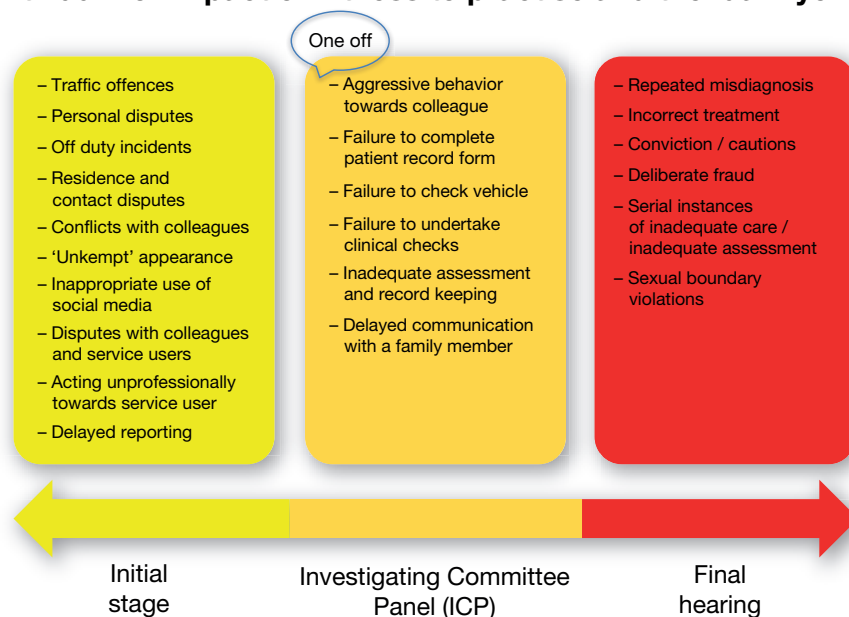 One off
– Traffic offences
– Personal disputes
– Off duty incidents
– Residence and
contact disputes
– Conflicts with colleagues
– ‘Unkempt’ appearance
– Inappropriate use of
social media
– Disputes with colleagues
and service users
– Acting unprofessionally
towards service user
– Delayed reporting
– Aggressive behavior
towards colleague
– Failure to complete
patient record form
– Failure to check vehicle
– Failure to undertake
clinical checks
– Inadequate assessment
and record keeping
– Delayed communication
with a family member
– Repeated misdiagnosis
– Incorrect treatment
– Conviction / cautions
– Deliberate fraud
– Serial instances
of inadequate care /
inadequate assessment
– Sexual boundary
violations
Initial
stage
Investigating Committee
Panel (ICP)
Final
hearing